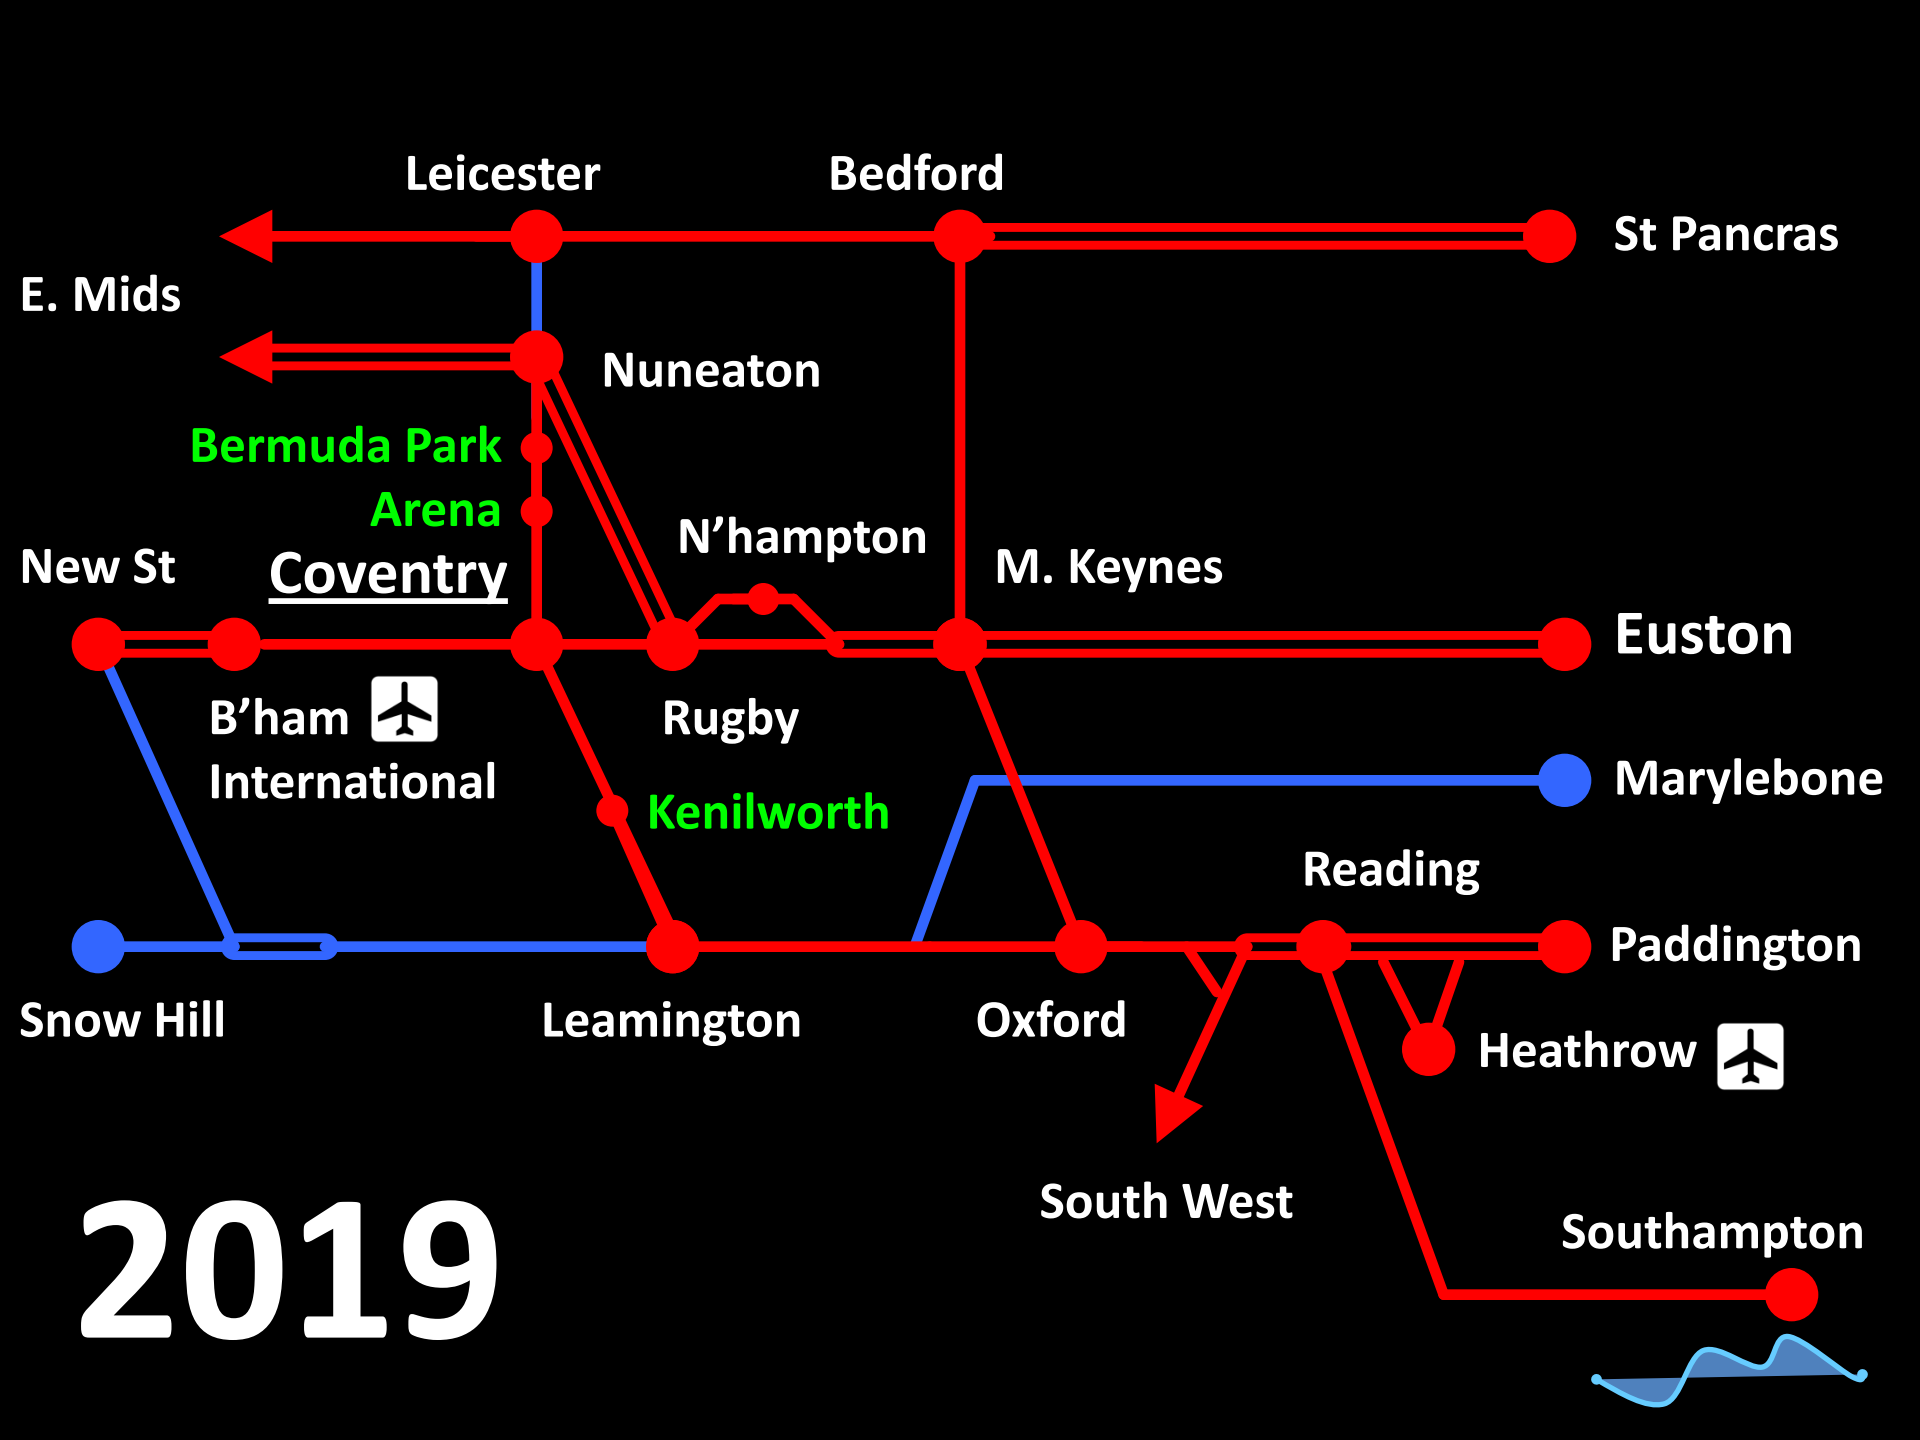 Leicester
Bedford
St Pancras
E. Mids
Nuneaton
Bermuda Park
Arena
N’hampton
New St
Coventry
M. Keynes
Euston
B’ham
International
Rugby
Marylebone
Kenilworth
Reading
Paddington
Snow Hill
Leamington
Oxford
Heathrow
South West
Southampton
2019